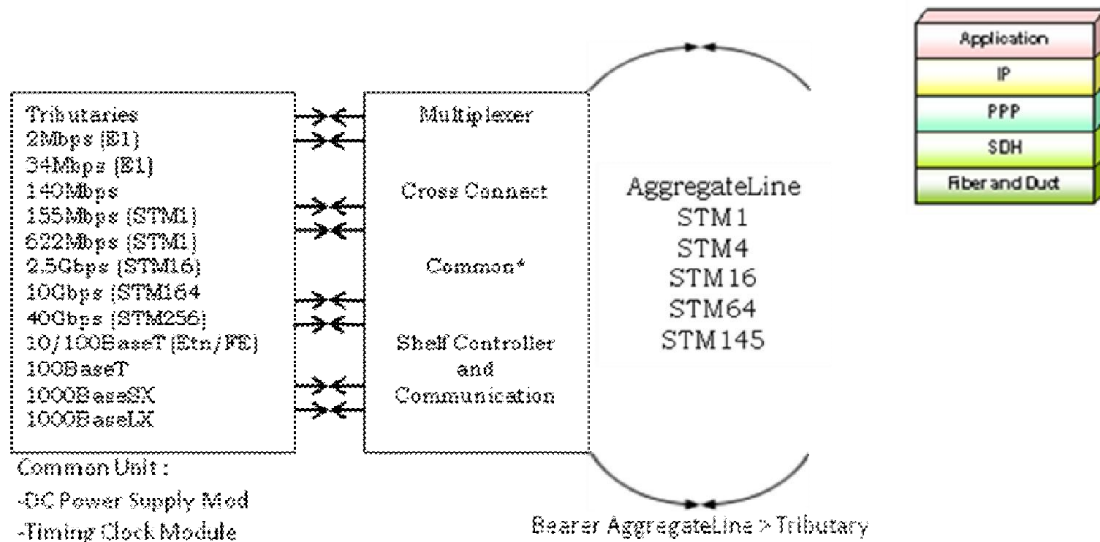 Tributaries
2Mbps (E1)
34Mbps (E1)
140Mbps
155Mbps (STM1)
622Mbps (STM1)
2.5Gbps (STM16)
10Gbps (STM164
40Gbps (STM256)
10/100BaseT (Etn/FE)
100BaseT
1000BaseSX
1000BaseLX
Common Unit :
-DC Power Supply Mod
-Timing Clock Module
Multiplexer
Cross Connect
Common*
Shelf Controller
and
Communication
AggregateLine
STM1
STM4
STM16
STM64
STM145
Bearer AggregateLine > Tributary
Application
IP
PPP
SDH
Fiber and Duct